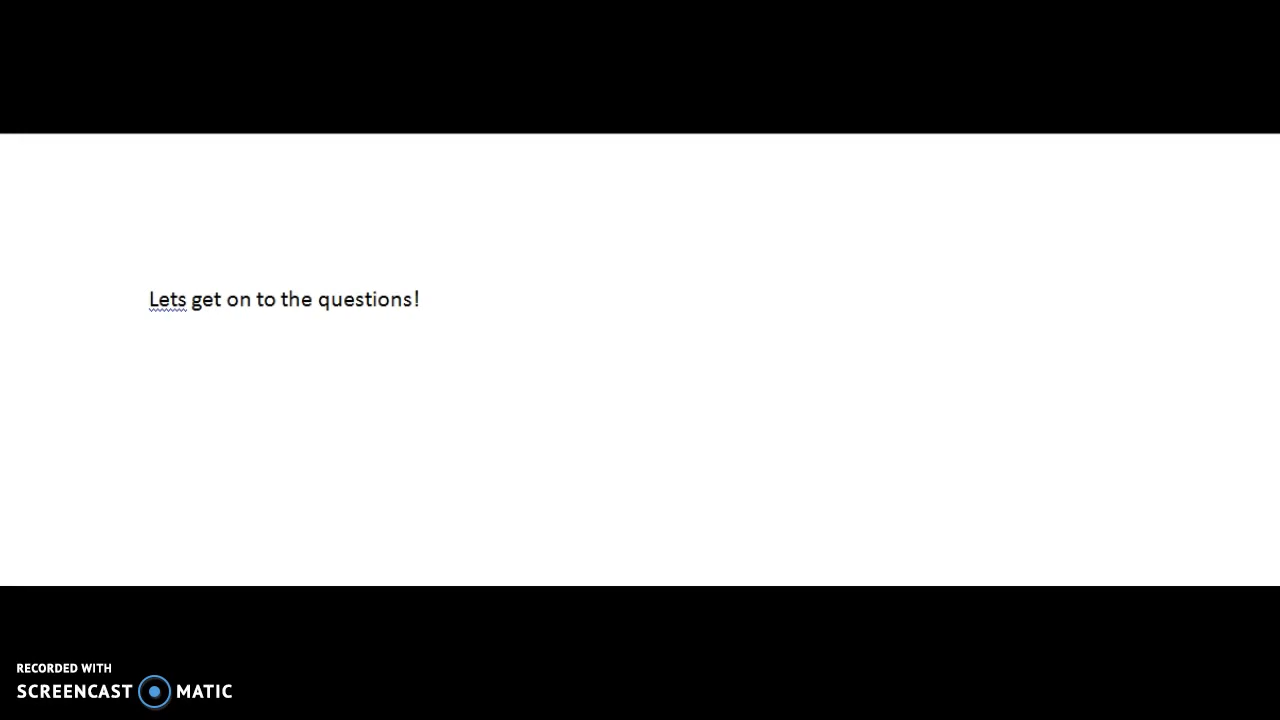 Lets get on to the questions!
RECORDED WITH
SCREENCAST MATIC